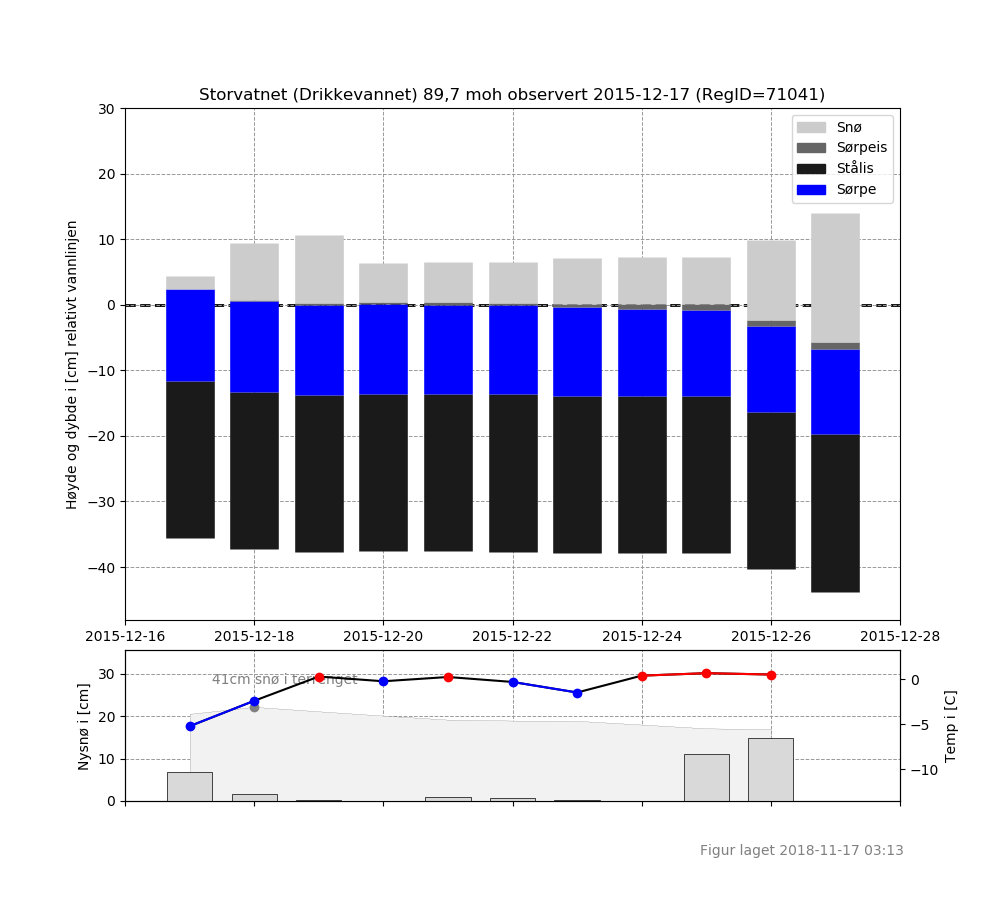 Storvatnet (Drikkevannet) 89,7 moh observert 2015-12-17 (RegID=71041)
30
20
10
0
−10
−20
−30
−40
Høyde og dybde i [cm] relativt vannlinjen
Snø
Sørpeis
Stålis
Sørpe
2015-12-16 2015-12-18 2015-12-20 2015-12-22 2015-12-24 2015-12-26 2015-12-28
41cm snø i terrenget
30
20
10
0
Nysnø i [cm]
0
−5
−10
Temp i [C]
Figur laget 2018-11-17 03:13